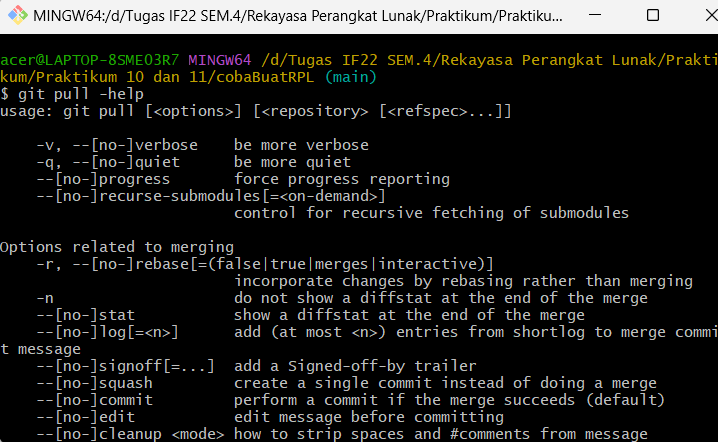 MINGW64:/d/Tugas IF22 SEM.4/Rekayasa Perangkat Lunak/Praktikum/Praktiku...
acer@LAPTOP-8SME03R7 MINGW64 /d/Tugas IF22 SEM.4/Rekayasa Perangkat Lunak/Prakti
kum/Praktikum 10 dan 11/cobaBuatRPL (main)
$ git pull -help
usage: git pull [<options>] [<repository> [<refspec>...]]
    -v, --[no-]verbose    be more verbose
    -q, --[no-]quiet      be more quiet
    --[no-]progress       force progress reporting
    --[no-]recurse-submodules[=<on-demand>]
                          control for recursive fetching of submodules
Options related to merging
    -r, --[no-]rebase[=(false|true|merges|interactive)]
                          incorporate changes by rebasing rather than merging
    -n                    do not show a diffstat at the end of the merge
    --[no-]stat           show a diffstat at the end of the merge
    --[no-]log[=<n>]      add (at most <n>) entries from shortlog to merge commi
t message
    --[no-]signoff[=...]  add a Signed-off-by trailer
    --[no-]squash         create a single commit instead of doing a merge
    --[no-]commit         perform a commit if the merge succeeds (default)
    --[no-]edit           edit message before committing
    --[no-]cleanup <mode> how to strip spaces and #comments from message